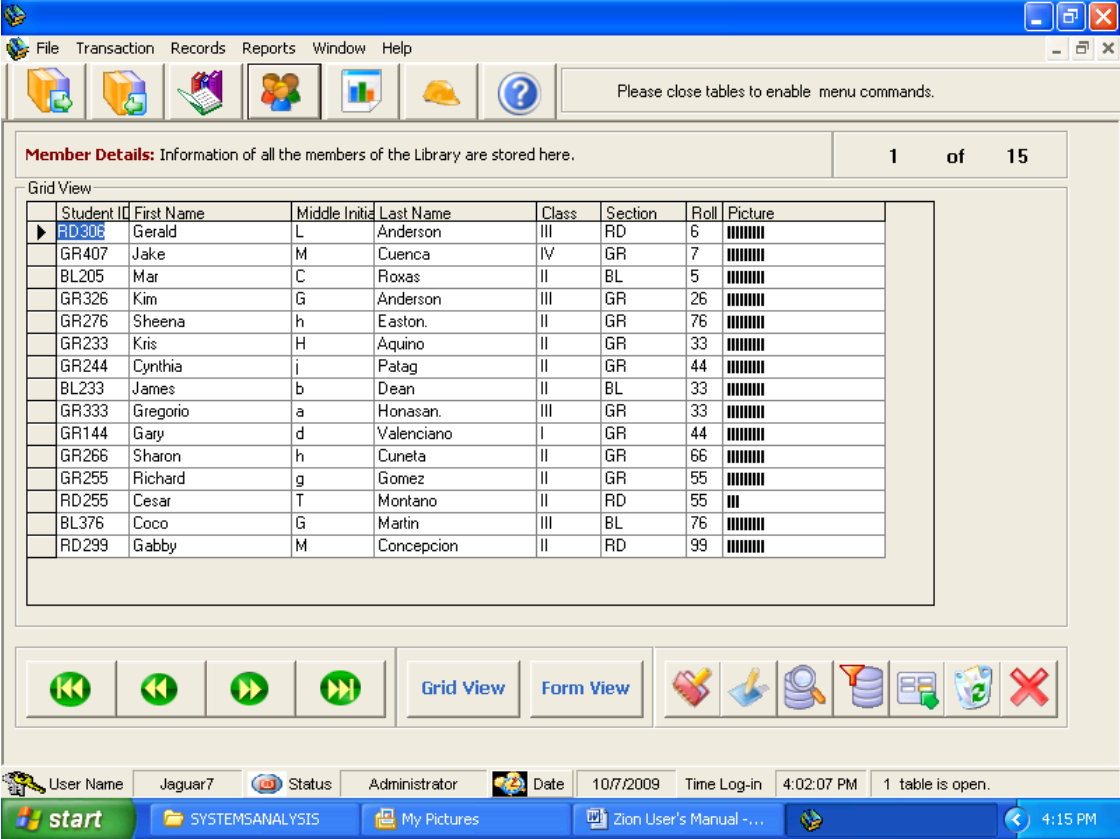 File Transaction Records Reports Window Help
Please close tables to enable menu commands.
Member Details: Information of all the members of the Library are stored here.
1 of 15
Grid View
Student ID First Name Middle Initia Last Name Class Section Roll Picture
RD306 Gerald L Anderson III RD 6
GR407 Jake M Cuenca IV GR 7
BL205 Mar C Roxas II BL 5
GR326 Kim G Anderson III GR 26
GR276 Sheena h Easton. II GR 76
GR233 Kris H Aquino II GR 33
GR244 Cynthia j Patag II GR 44
BL233 James b Dean II BL 33
GR333 Gregorio a Honasan. III GR 33
GR144 Gary d Valenciano I GR 44
GR266 Sharon h Cuneta II GR 66
GR255 Richard g Gomez II GR 55
RD255 Cesar T Montano II RD 55
BL376 Coco G Martin III BL 76
RD299 Gabby M Concepcion II RD 99
Grid View Form View
User Name Jaguar7 Status Administrator Date 10/7/2009 Time Log-in 4:02:07 PM 1 table is open.
start SYSTEMSANALYSIS My Pictures Zion User's Manual -... 4:15 PM